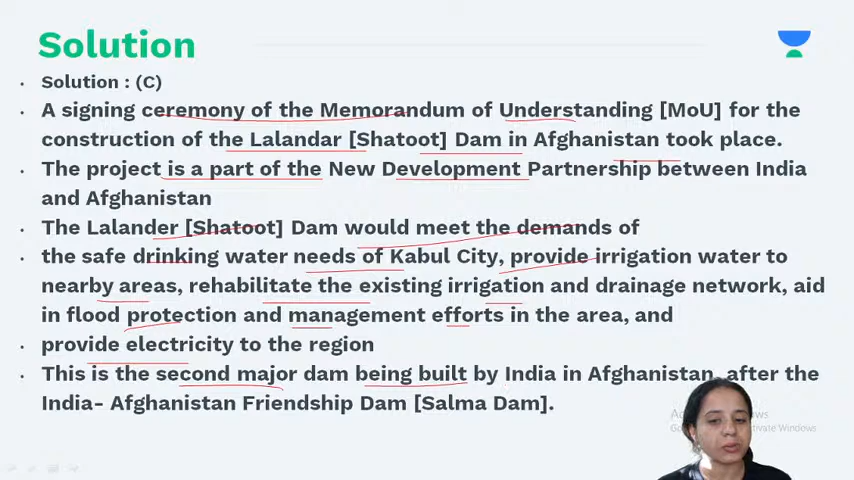 Solution
Solution : (C)
A signing ceremony of the Memorandum of Understanding [MoU] for the
construction of the Lalandar [Shatoot] Dam in Afghanistan took place.
The project is a part of the New Development Partnership between India
and Afghanistan
The Lalander [Shatoot] Dam would meet the demands of
the safe drinking water needs of Kabul City, provide irrigation water to
nearby areas, rehabilitate the existing irrigation and drainage network, aid
in flood protection and management efforts in the area, and
provide electricity to the region
This is the second major dam being built by India in Afghanistan, after the
India- Afghanistan Friendship Dam [Salma Dam].